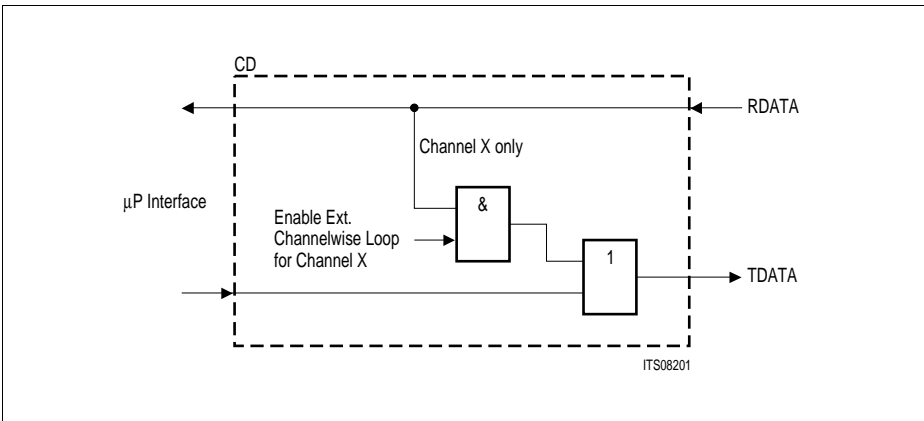 CD
RDATA
Channel X only
μP Interface
&
Enable Ext.
Channelwise Loop
for Channel X
1
TDATA
ITS08201